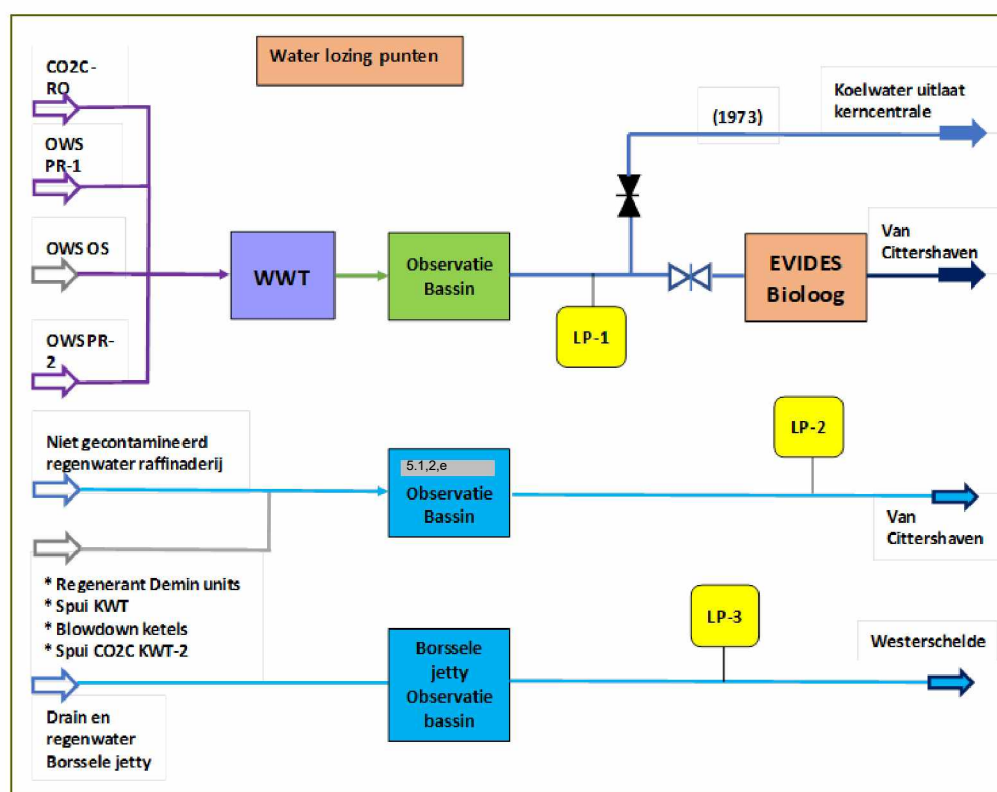 Water lozing punten
CO2C-
RO
OWS
PR-1
OWS OS
OWSPR-
2
WWT
Observatie
Bassin
LP-1
(1973)
Koelwater uitlaat
kerncentrale
EVIDES
Bioloog
Van
Cittershaven
Niet gecontamineerd
regenwater raffinaderij
5.1,2,e
Observatie
Bassin
LP-2
Van
Cittershaven
* Regenerant Demin units
* Spui KWT
* Blowdown ketels
* Spui CO2C KWT-2
Borssele
jetty
Observatie
bassin
LP-3
Westerschelde
Drain en
regenwater
Borssele jetty